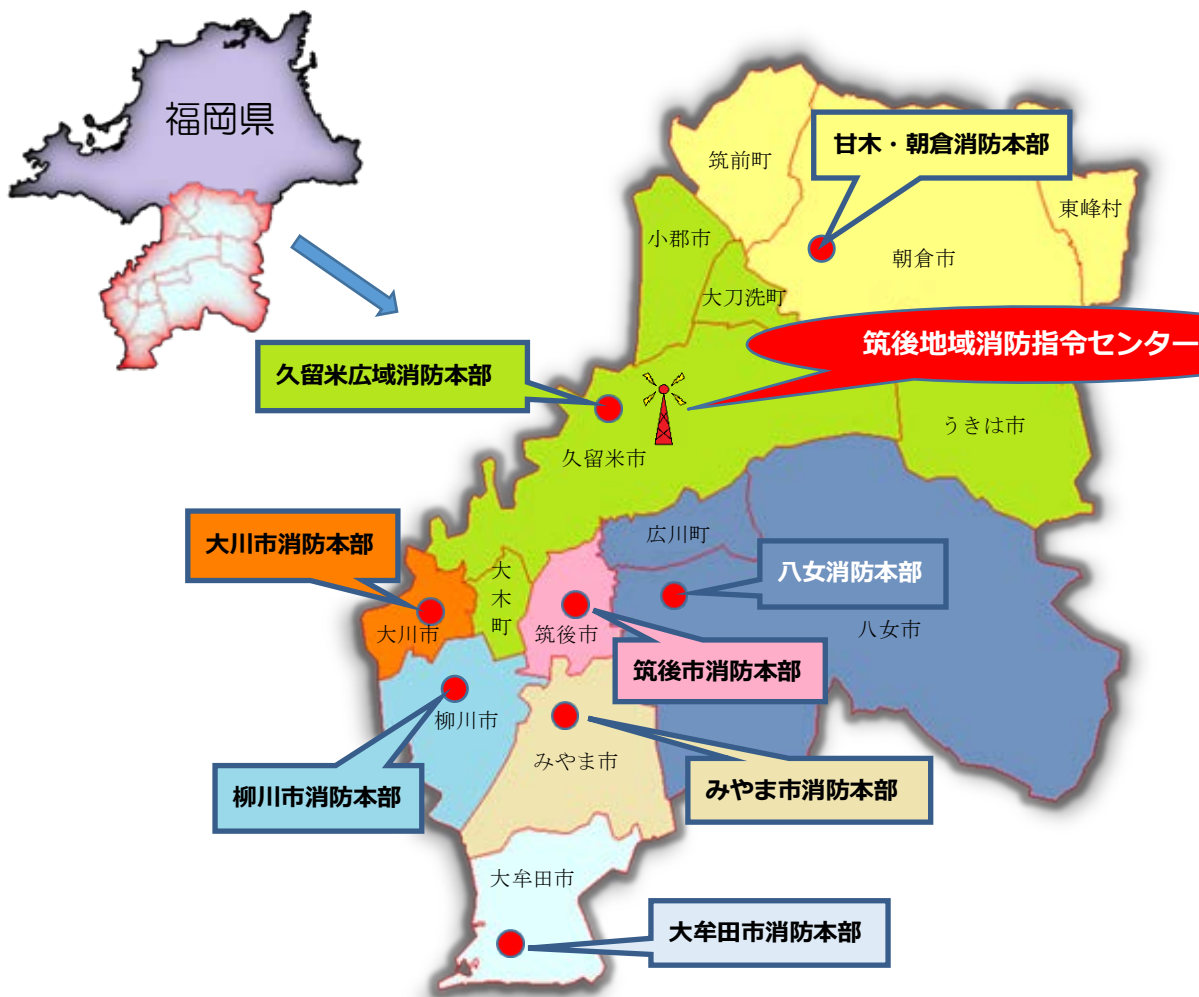 福岡県
甘木・朝倉消防本部
筑前町
東峰村
小郡市
朝倉市
大刀洗町
筑後地域消防指令センター
久留米広域消防本部
うきは市
久留米市
広川町
大川市消防本部
八女消防本部
大木町
大川市
筑後市
八女市
筑後市消防本部
柳川市
みやま市
柳川市消防本部
みやま市消防本部
大牟田市
大牟田市消防本部